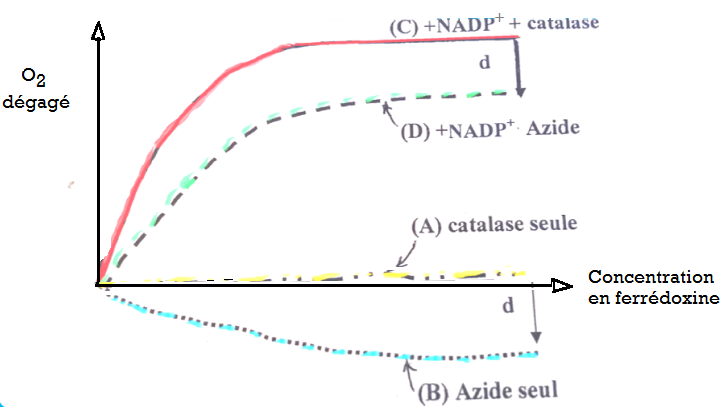 (C) +NADP⁺ + catalase
O₂
dégagé
d
(D) +NADP⁺ Azide
(A) catalase seule
Concentration
en ferrédoxine
d
(B) Azide seul